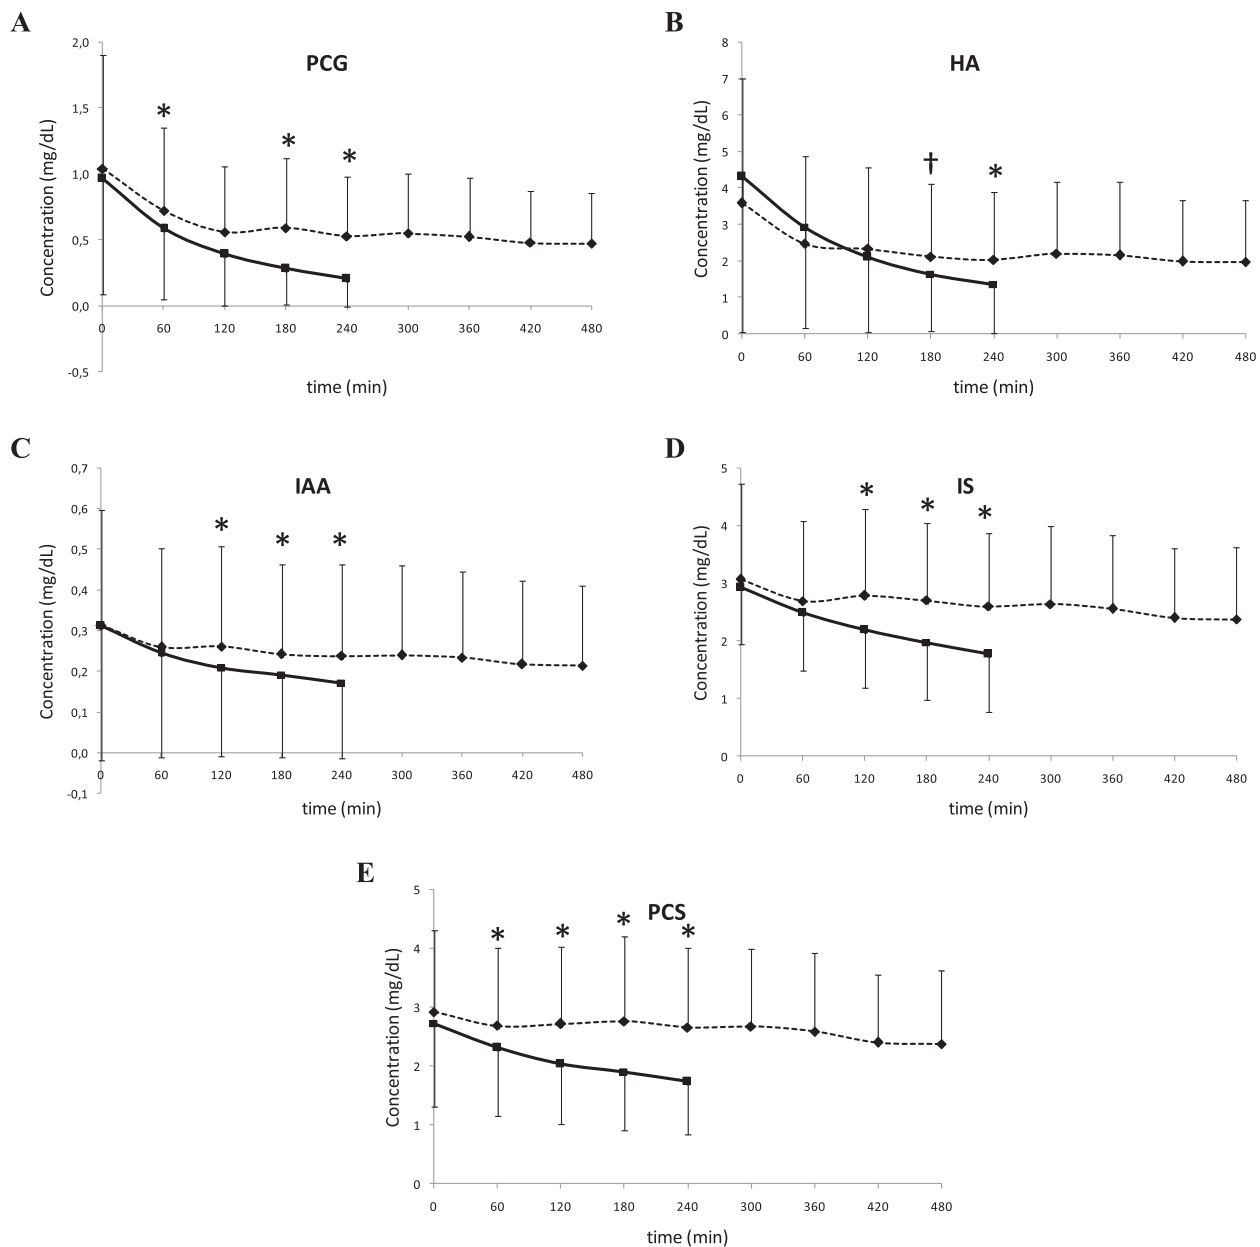 A
PCG
Concentration (mg/dL)
2,0
1,5
1,0
0,5
0,0
-0,5
* * *
0 60 120 180 240 300 360 420 480
time (min)
B
HA
Concentration (mg/dL)
8
7
6
5
4
3
2
1
0
† *
0 60 120 180 240 300 360 420 480
time (min)
C
IAA
Concentration (mg/dL)
0,7
0,6
0,5
0,4
0,3
0,2
0,1
0,0
-0,1
* * *
0 60 120 180 240 300 360 420 480
time (min)
D
IS
Concentration (mg/dL)
5
4
3
2
1
0
* * *
0 60 120 180 240 300 360 420 480
time (min)
E
PCS
Concentration (mg/dL)
5
4
3
2
1
0
* * * *
0 60 120 180 240 300 360 420 480
time (min)